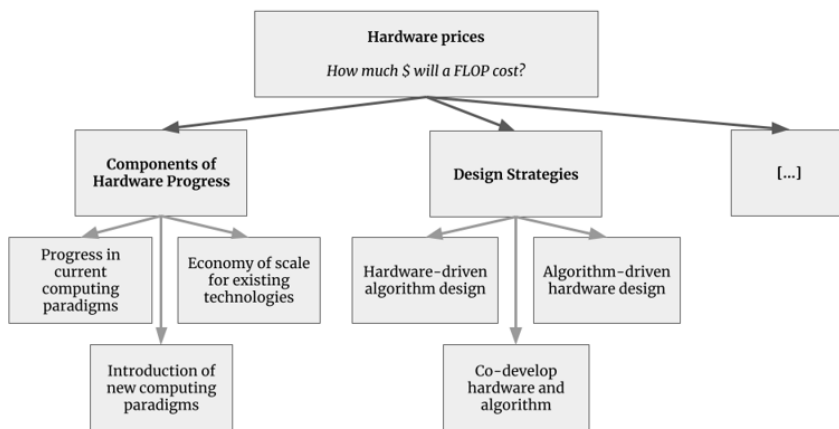 Hardware prices
How much $ will a FLOP cost?
Components of
Hardware Progress
Design Strategies
[...]
Progress in
current
computing
paradigms
Economy of scale
for existing
technologies
Hardware-driven
algorithm design
Algorithm-driven
hardware design
Introduction of
new computing
paradigms
Co-develop
hardware and
algorithm